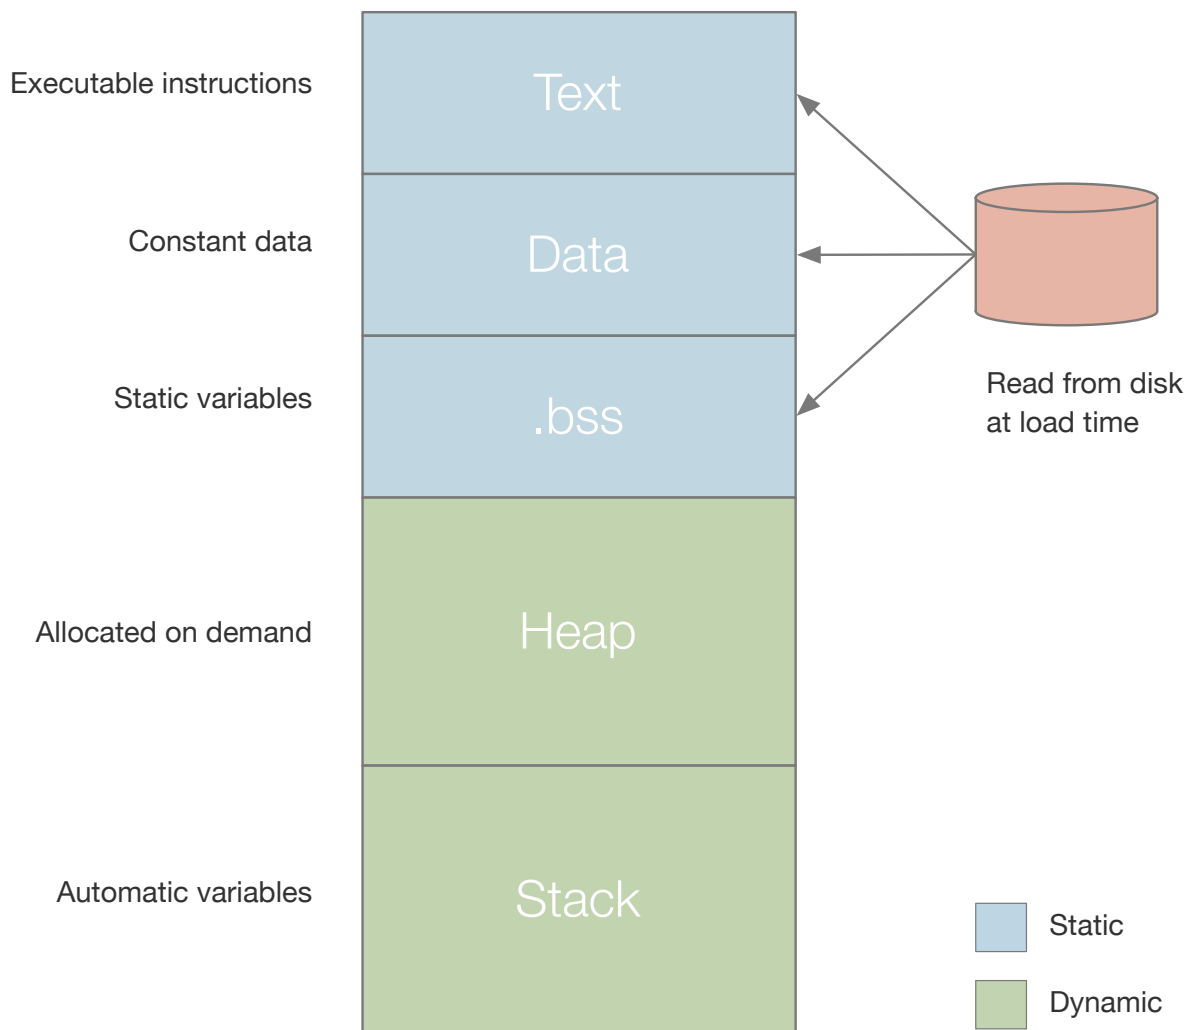 Executable instructions
Text
Constant data
Data
Static variables
.bss
Read from disk
at load time
Allocated on demand
Heap
Automatic variables
Stack
Static
Dynamic